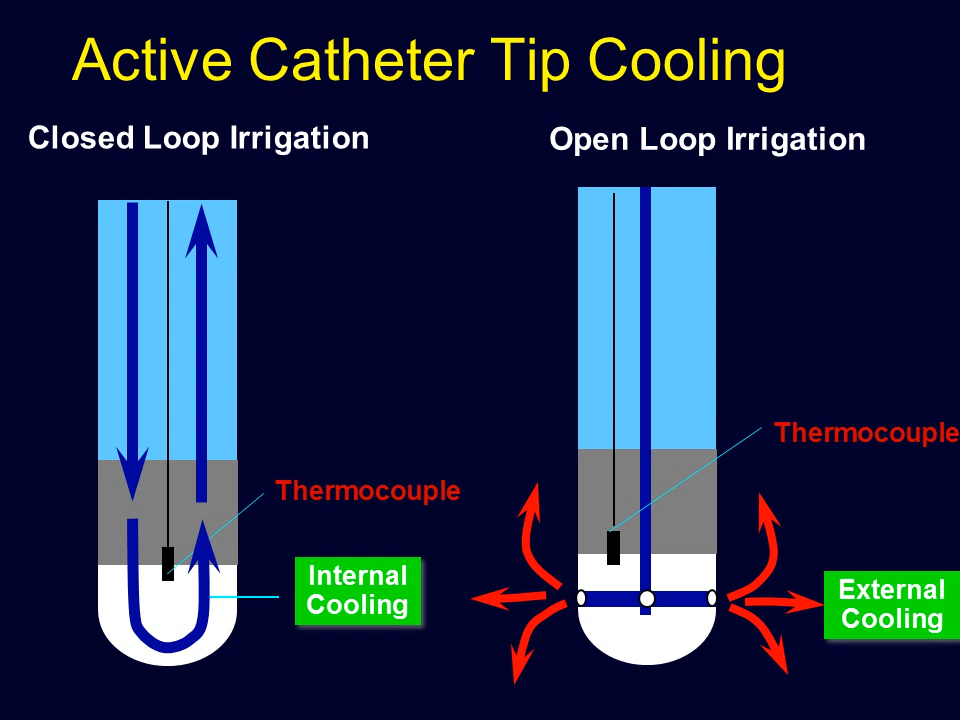 Active Catheter Tip Cooling
Closed Loop Irrigation
Open Loop Irrigation
Thermocouple
Thermocouple
Internal
Cooling
External
Cooling